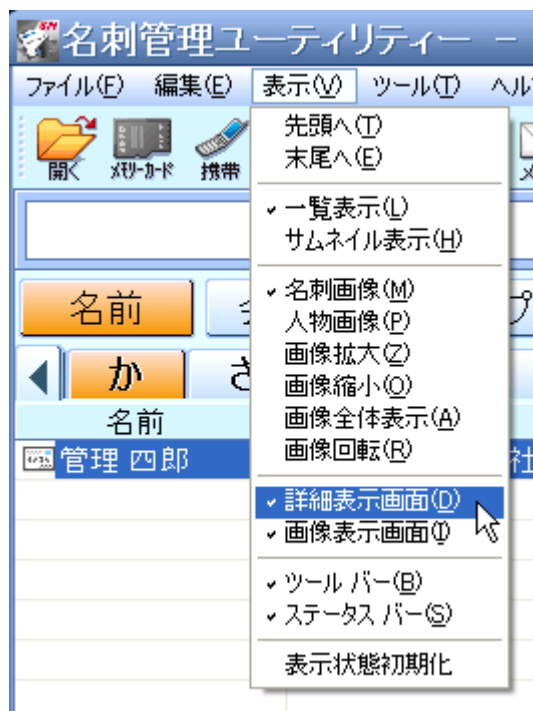 名刺管理ユーティリティー －
ファイル(F) 編集(E) 表示(V) ツール(T) ヘル
開く メモリーカード 携帯
先頭へ(T)
末尾へ(E)
一覧表示(L)
サムネイル表示(H)
名刺画像(M)
人物画像(P)
画像拡大(Z)
画像縮小(O)
画像全体表示(A)
画像回転(R)
詳細表示画面(D)
画像表示画面(I)
ツール バー(B)
ステータス バー(S)
表示状態初期化
名前
か さ
名前
管理 四郎 社